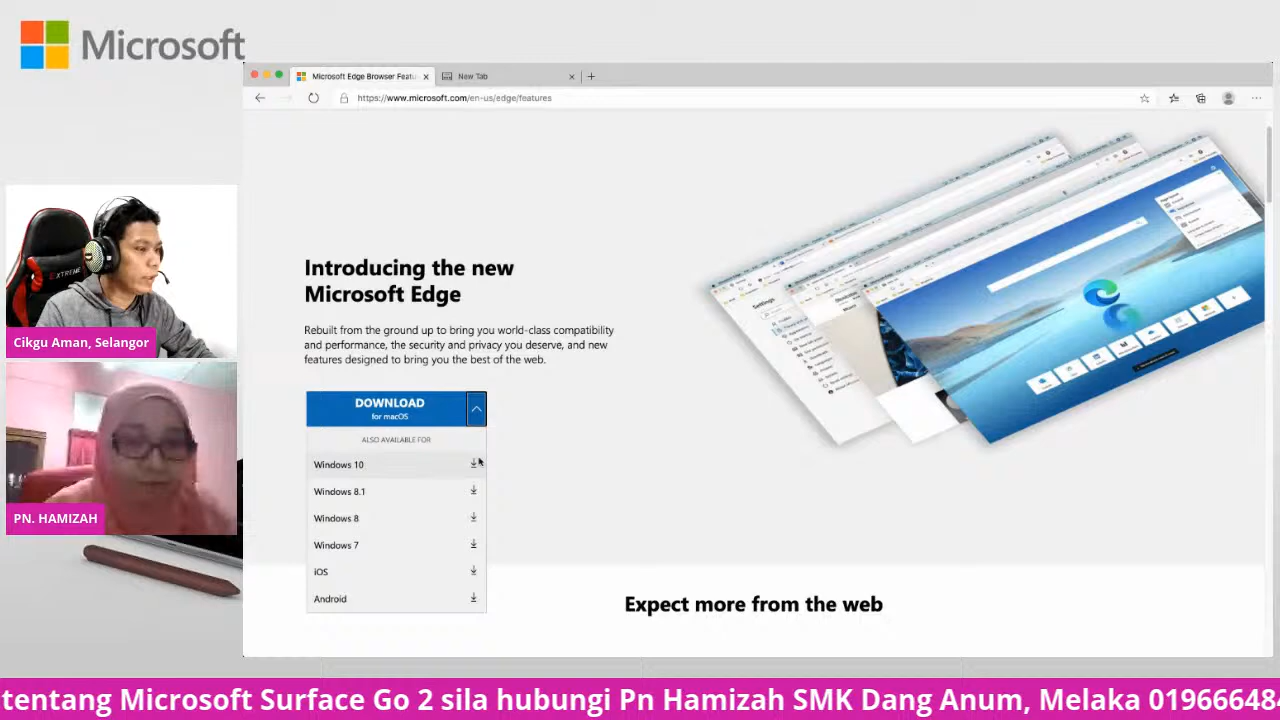 Microsoft
Microsoft Edge Browser Featu
New Tab
https://www.microsoft.com/en-us/edge/features
Introducing the new
Microsoft Edge
Rebuilt from the ground up to bring you world-class compatibility
and performance, the security and privacy you deserve, and new
features designed to bring you the best of the web.
DOWNLOAD
for macOS
ALSO AVAILABLE FOR
Windows 10
Windows 8.1
Windows 8
Windows 7
iOS
Android
Settings
Expect more from the web
EXTREME
Cikgu Aman, Selangor
PN. HAMIZAH
tentang Microsoft Surface Go 2 sila hubungi Pn Hamizah SMK Dang Anum, Melaka 01966648